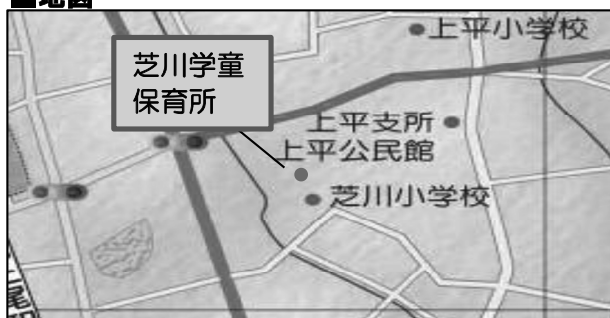 ■地図
上平小学校
芝川学童
保育所
上平支所
上平公民館
芝川小学校